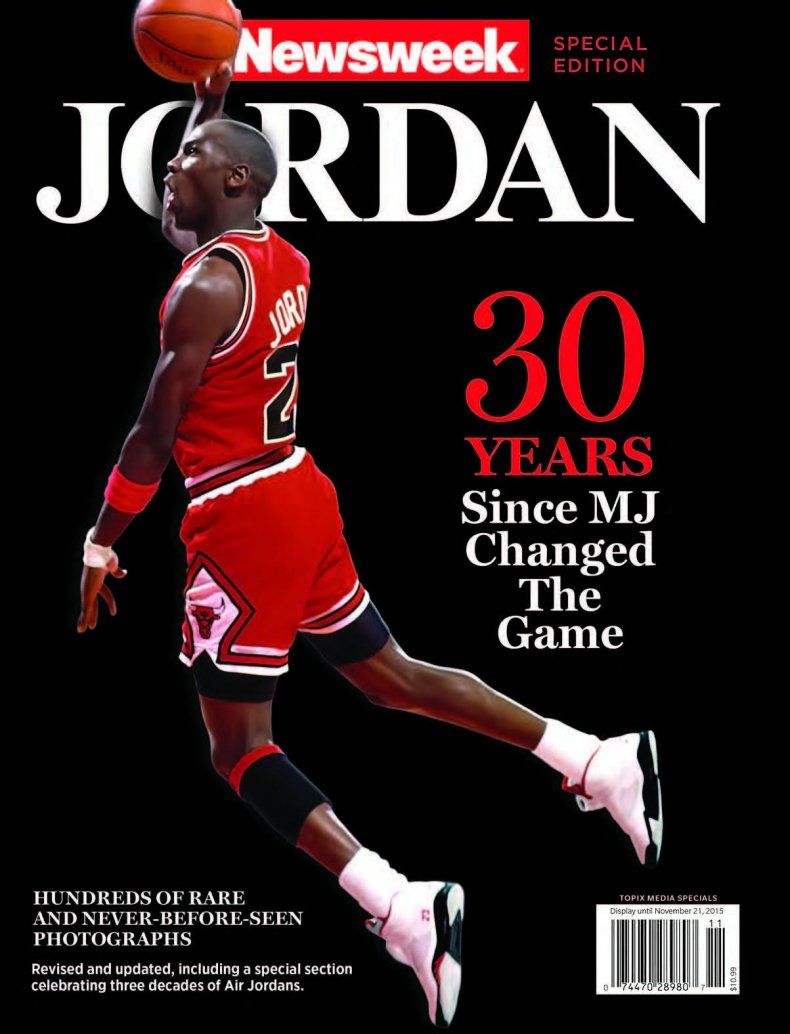 Newsweek
SPECIAL
EDITION
JORDAN
JORD
2
30
YEARS
Since MJ
Changed
The
Game
23
HUNDREDS OF RARE
AND NEVER-BEFORE-SEEN
PHOTOGRAPHS
Revised and updated, including a special section
celebrating three decades of Air Jordans.
TOPIX MEDIA SPECIALS
Display until November 21, 2015
11
0 74470 28980 7
$10.99